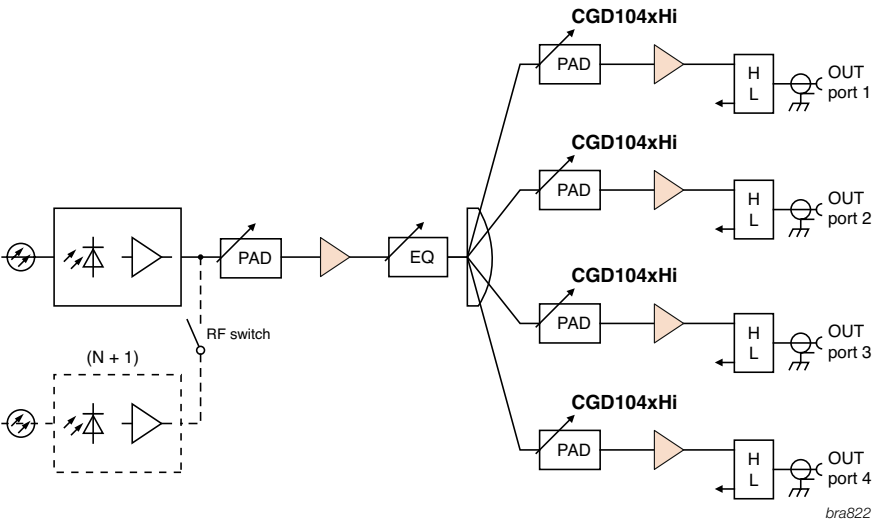 CGD104xHi
PAD
H
L
OUT
port 1
CGD104xHi
PAD
H
L
OUT
port 2
PAD
EQ
RF switch
(N + 1)
CGD104xHi
PAD
H
L
OUT
port 3
CGD104xHi
PAD
H
L
OUT
port 4
bra822